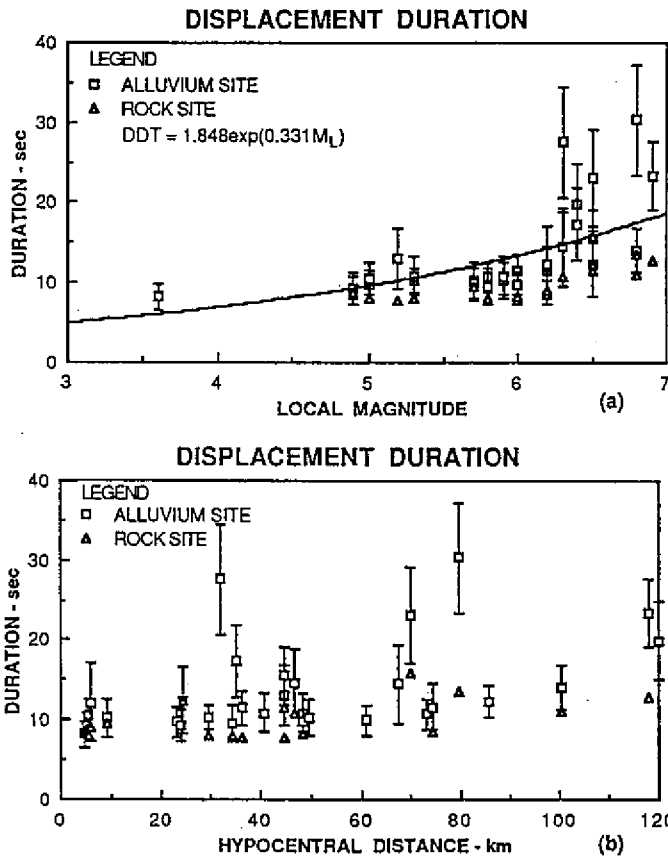 DISPLACEMENT DURATION
40
30
20
10
0
DURATION - sec
LEGEND
ALLUVIUM SITE
ROCK SITE
DDT = 1.848exp(0.331M_L)
3 4 5 6 7
LOCAL MAGNITUDE
(a)
DISPLACEMENT DURATION
40
30
20
10
0
DURATION - sec
LEGEND
ALLUVIUM SITE
ROCK SITE
0 20 40 60 80 100 120
HYPOCENTRAL DISTANCE - km
(b)